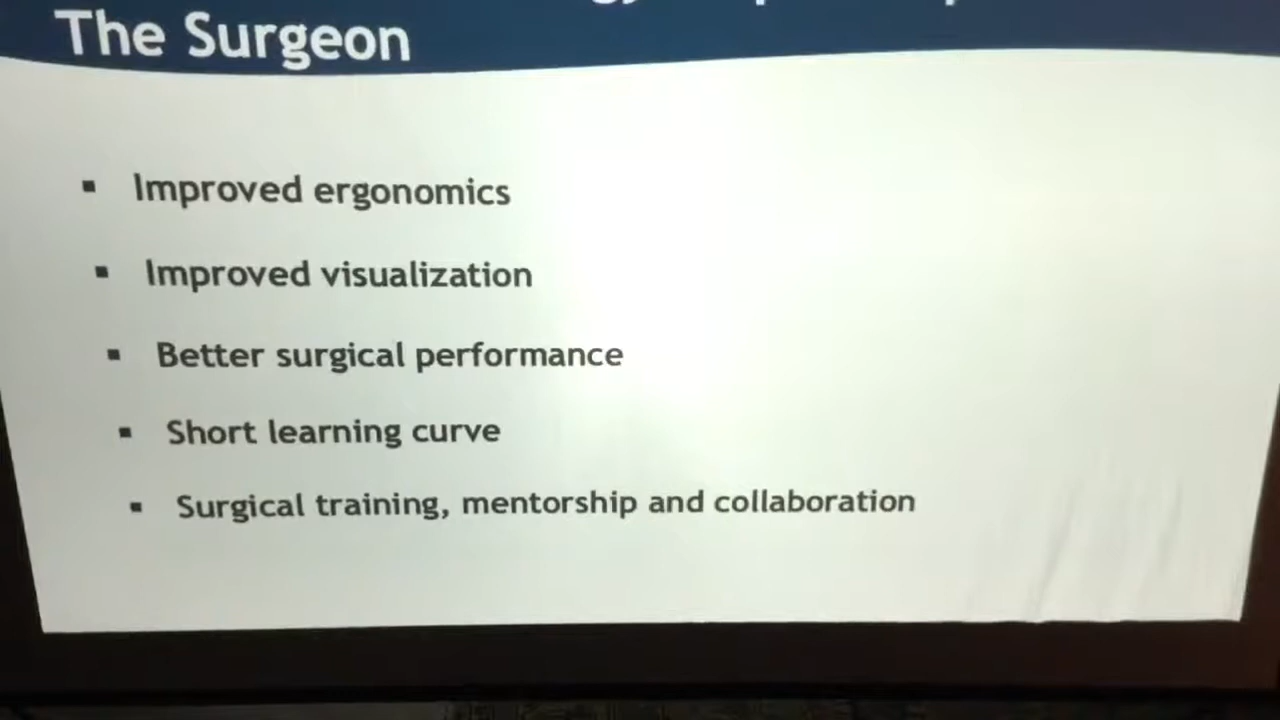 The Surgeon
▪ Improved ergonomics
▪ Improved visualization
▪ Better surgical performance
▪ Short learning curve
▪ Surgical training, mentorship and collaboration